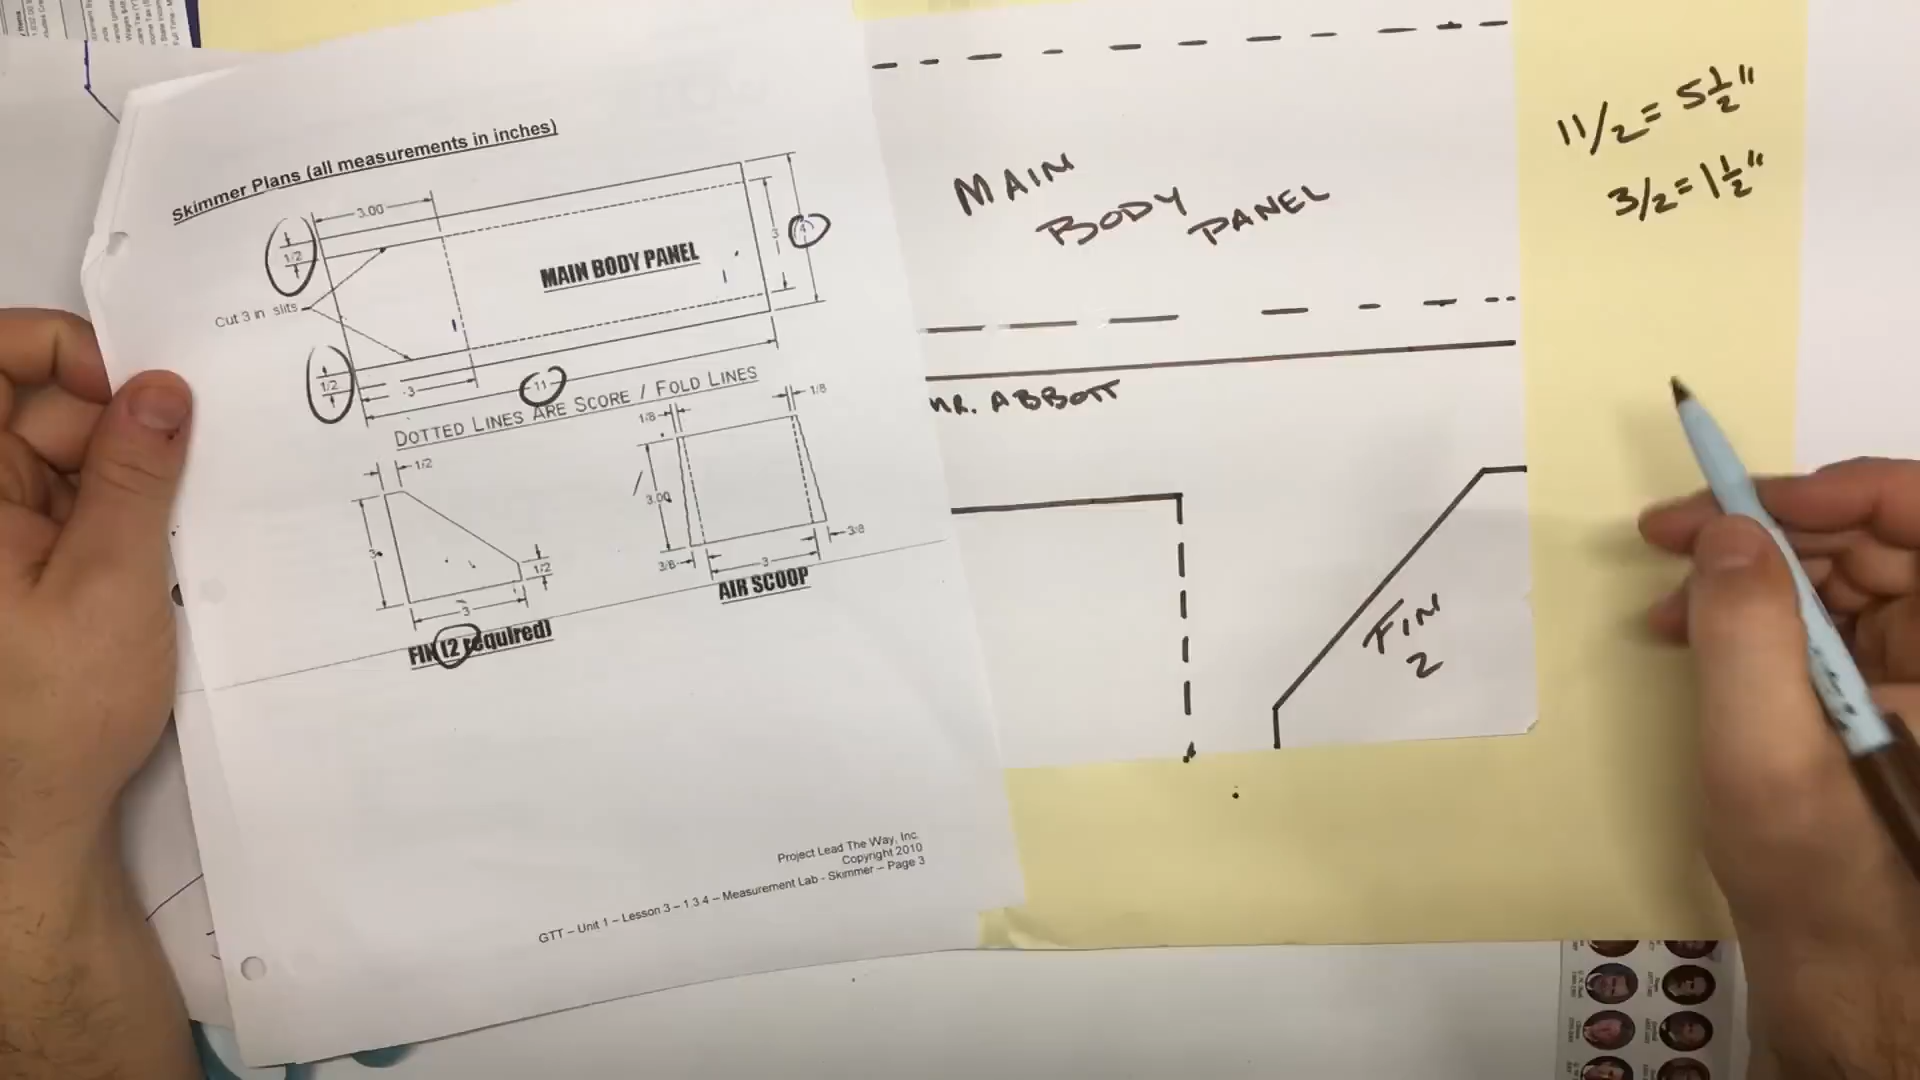 Skimmer Plans (all measurements in inches)
3.00
1/2
MAIN BODY PANEL
3
4
Cut 3 in slits
1/2
3
11
DOTTED LINES ARE SCORE / FOLD LINES
1/2
3
1/2
3
FIN (2 required)
1/8
1/8
3.00
3/8
3
3/8
AIR SCOOP
Project Lead The Way, Inc.
Copyright 2010
GTT – Unit 1 – Lesson 3 – 1.3.4 – Measurement Lab - Skimmer – Page 3
MAIN
BODY PANEL
MR. ABBOTT
FIN
2
11/2 = 5 1/2"
3/2 = 1 1/2"